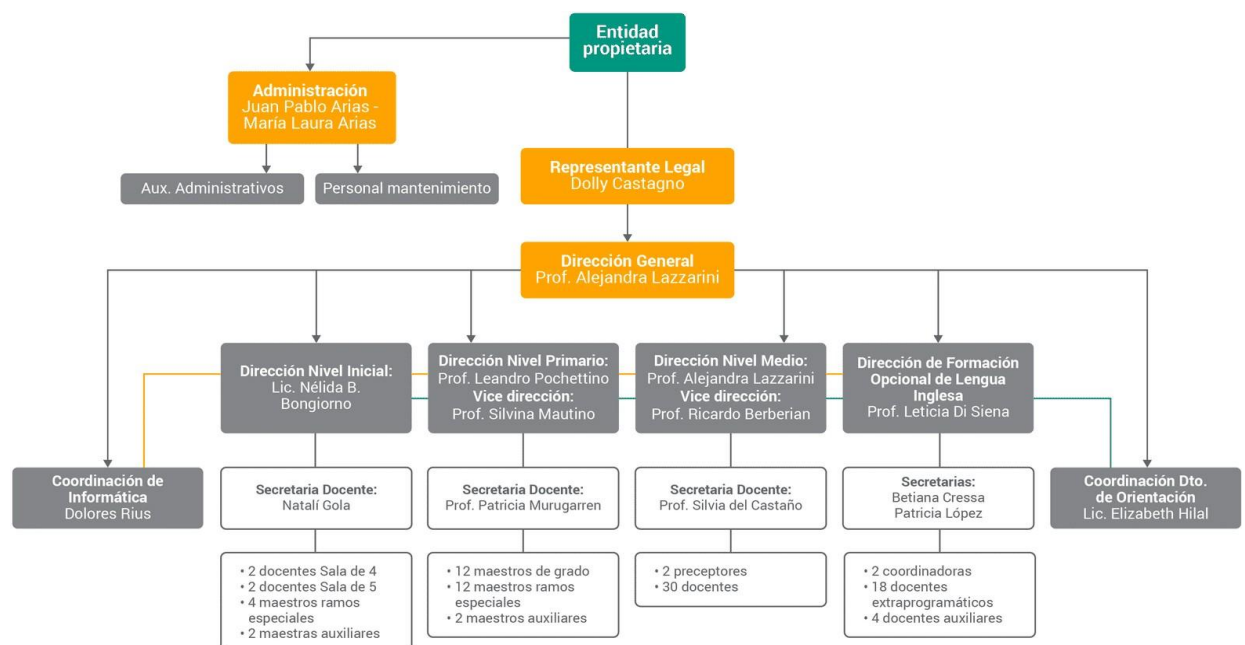 Entidad
propietaria
Administración
Juan Pablo Arias -
María Laura Arias
Aux. Administrativos
Personal mantenimiento
Representante Legal
Dolly Castagno
Dirección General
Prof. Alejandra Lazzarini
Dirección Nivel Inicial:
Lic. Nélida B.
Bongiorno
Dirección Nivel Primario:
Prof. Leandro Pochettino
Vice dirección:
Prof. Silvina Mautino
Dirección Nivel Medio:
Prof. Alejandra Lazzarini
Vice dirección:
Prof. Ricardo Berberian
Dirección de Formación
Opcional de Lengua
Inglesa
Prof. Leticia Di Siena
Coordinación de
Informática
Dolores Rius
Secretaria Docente:
Natalí Gola
Secretaria Docente:
Prof. Patricia Murugarren
Secretaria Docente:
Prof. Silvia del Castaño
Secretarias:
Betiana Cressa
Patricia López
Coordinación Dto.
de Orientación
Lic. Elizabeth Hilal
• 2 docentes Sala de 4
• 2 docentes Sala de 5
• 4 maestros ramos
especiales
• 2 maestras auxiliares
• 12 maestros de grado
• 12 maestros ramos
especiales
• 2 maestros auxiliares
• 2 preceptores
• 30 docentes
• 2 coordinadoras
• 18 docentes
extraprogramáticos
• 4 docentes auxiliares